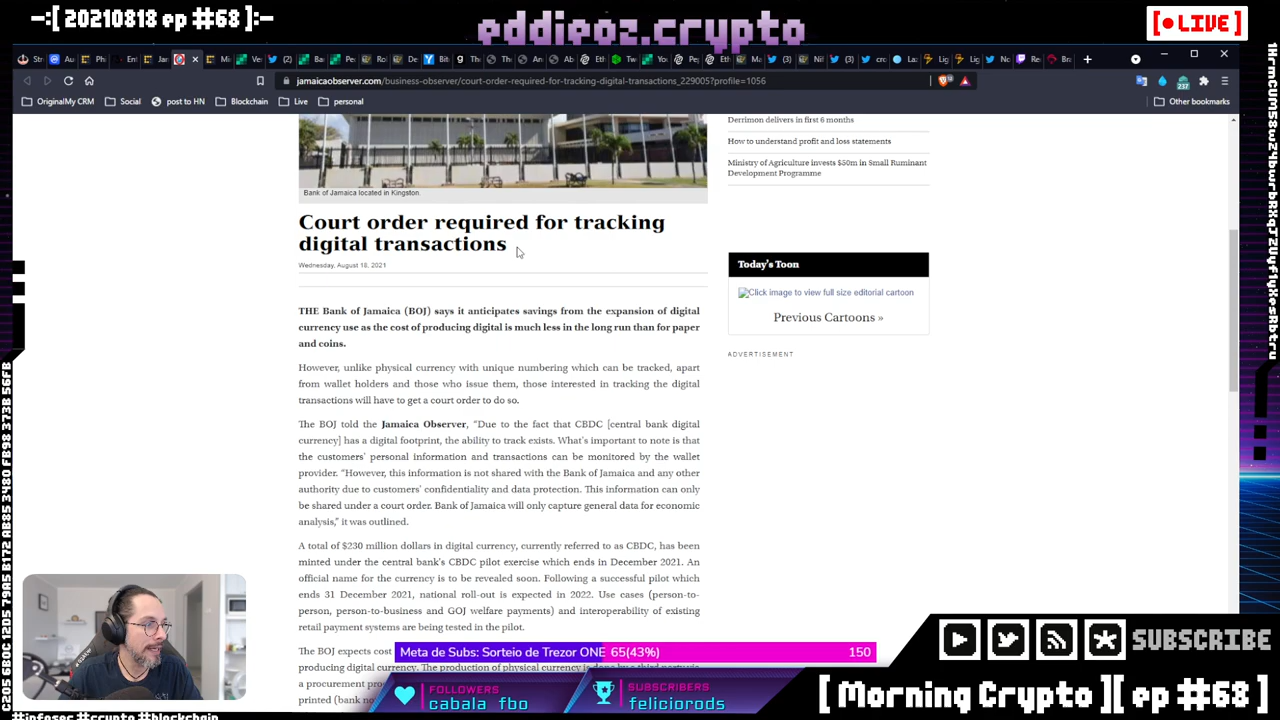 -:[ 20210818 ep #68 ]:-
eddieoz.crypto
[ LIVE ]
jamaicaobserver.com/business-observer/court-order-required-for-tracking-digital-transactions_229005?profile=1056
OriginalMy CRM
Social
post to HN
Blockchain
Live
personal
Other bookmarks
Bank of Jamaica located in Kingston.
Court order required for tracking
digital transactions
Wednesday, August 18, 2021
THE Bank of Jamaica (BOJ) says it anticipates savings from the expansion of digital
currency use as the cost of producing digital is much less in the long run than for paper
and coins.
However, unlike physical currency with unique numbering which can be tracked, apart
from wallet holders and those who issue them, those interested in tracking the digital
transactions will have to get a court order to do so.
The BOJ told the Jamaica Observer, “Due to the fact that CBDC [central bank digital
currency] has a digital footprint, the ability to track exists. What's important to note is that
the customers' personal information and transactions can be monitored by the wallet
provider. “However, this information is not shared with the Bank of Jamaica and any other
authority due to customers' confidentiality and data protection. This information can only
be shared under a court order. Bank of Jamaica will only capture general data for economic
analysis,” it was outlined.
A total of $230 million dollars in digital currency, currently referred to as CBDC, has been
minted under the central bank's CBDC pilot exercise which ends in December 2021. An
official name for the currency is to be revealed soon. Following a successful pilot which
ends 31 December 2021, national roll-out is expected in 2022. Use cases (person-to-
person, person-to-business and GOJ welfare payments) and interoperability of existing
retail payment systems are being tested in the pilot.
The BOJ expects cost
producing digital currency. The production of physical currency is done by a third party via
a procurement pro
printed (bank no
Derrimon delivers in first 6 months
How to understand profit and loss statements
Ministry of Agriculture invests $50m in Small Ruminant
Development Programme
Today's Toon
Click image to view full size editorial cartoon
Previous Cartoons »
ADVERTISEMENT
Meta de Subs: Sorteio de Trezor ONE 65(43%) 150
FOLLOWERS
cabala_fbo
SUBSCRIBERS
feliciorods
SUBSCRIBE
[ Morning Crypto ][ ep #68 ]
#infosec #crypto #blockchain